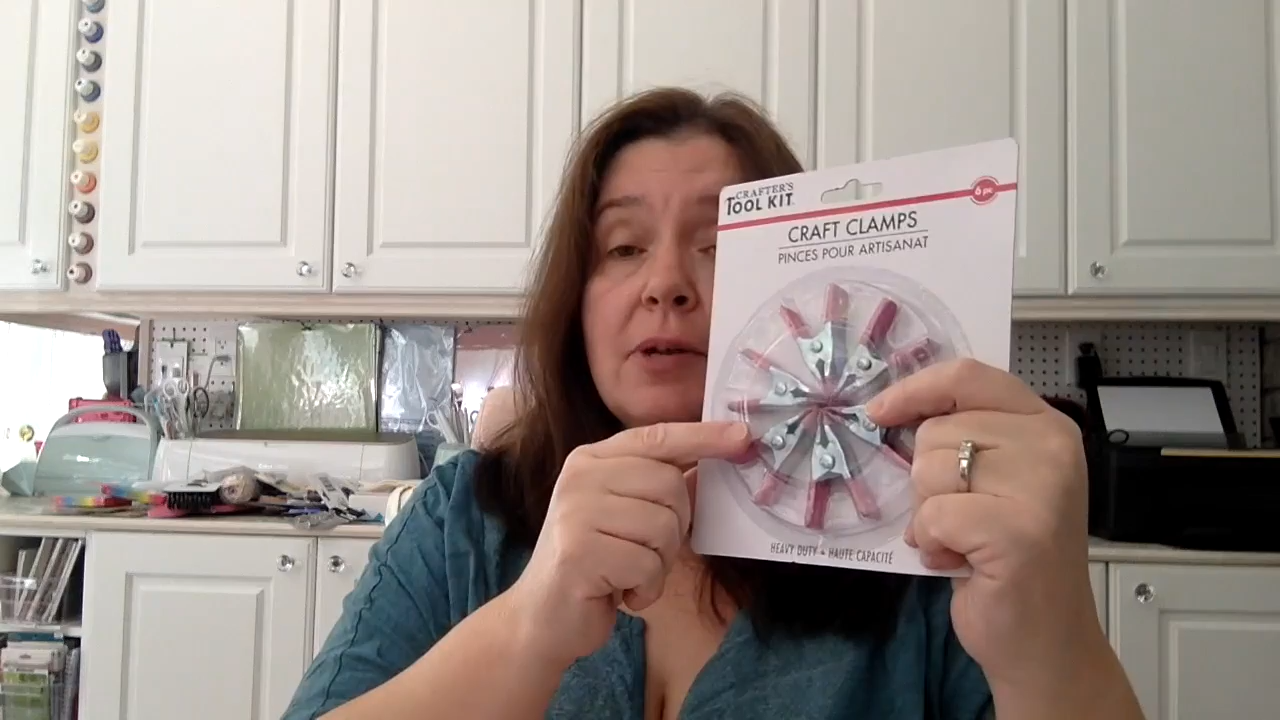 CRAFTER'S
TOOL KIT
6 pc
CRAFT CLAMPS
PINCES POUR ARTISANAT
HEAVY DUTY • HAUTE CAPACITÉ